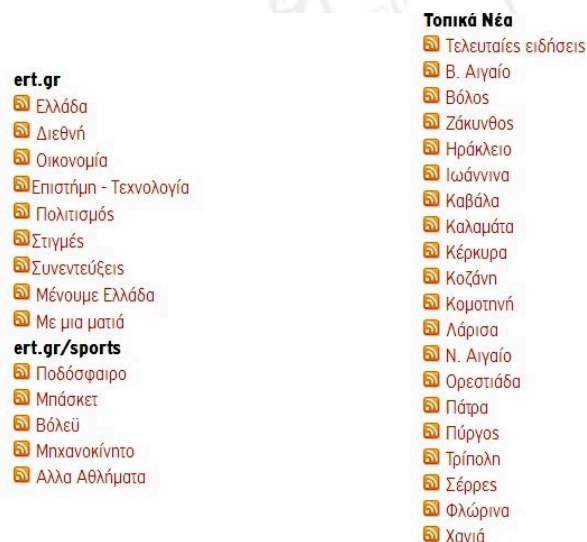 ert.gr
Ελλάδα
Διεθνή
Οικονομία
Επιστήμη - Τεχνολογία
Πολιτισμός
Στιγμές
Συνεντεύξεις
Μένουμε Ελλάδα
Με μια ματιά
ert.gr/sports
Ποδόσφαιρο
Μπάσκετ
Βόλεϋ
Μηχανοκίνητο
Αλλα Αθλήματα
Τοπικά Νέα
Τελευταίες ειδήσεις
Β. Αιγαίο
Βόλος
Ζάκυνθος
Ηράκλειο
Ιωάννινα
Καβάλα
Καλαμάτα
Κέρκυρα
Κοζάνη
Κομοτηνή
Λάρισα
Ν. Αιγαίο
Ορεστιάδα
Πάτρα
Πύργος
Τρίπολη
Σέρρες
Φλώρινα
Χανιά